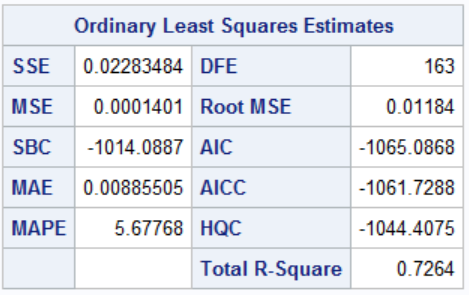 Ordinary Least Squares Estimates
SSE 0.02283484 DFE 163
MSE 0.0001401 Root MSE 0.01184
SBC -1014.0887 AIC -1065.0868
MAE 0.00885505 AICC -1061.7288
MAPE 5.67768 HQC -1044.4075
Total R-Square 0.7264